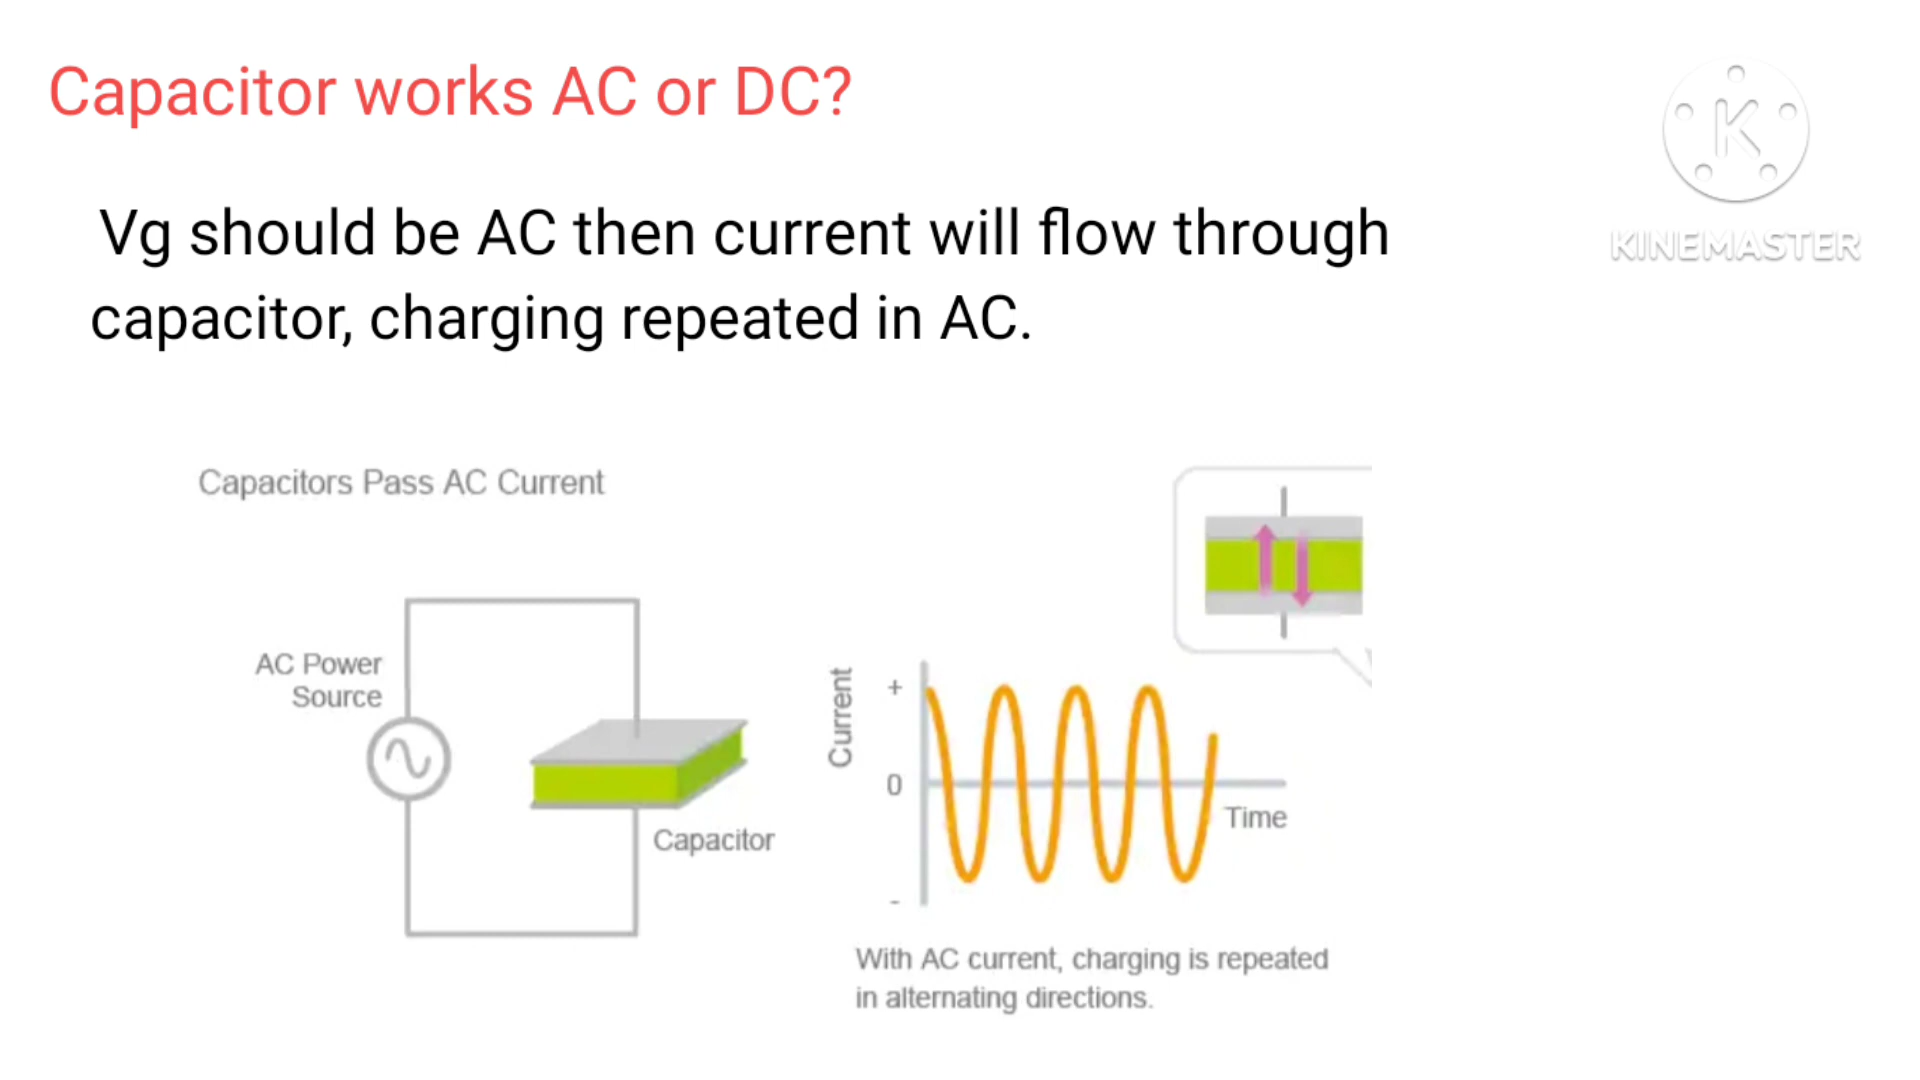 Capacitor works AC or DC?
K
KINEMASTER
Vg should be AC then current will flow through
capacitor, charging repeated in AC.
Capacitors Pass AC Current
AC Power
Source
Capacitor
Current
+
0
-
Time
With AC current, charging is repeated
in alternating directions.